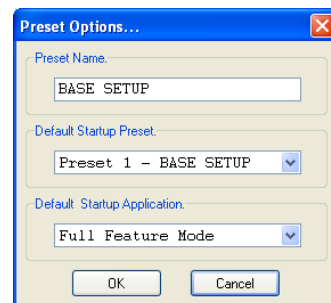 Preset Options...
Preset Name.
BASE SETUP
Default Startup Preset.
Preset 1 - BASE SETUP
Default Startup Application.
Full Feature Mode
OK Cancel